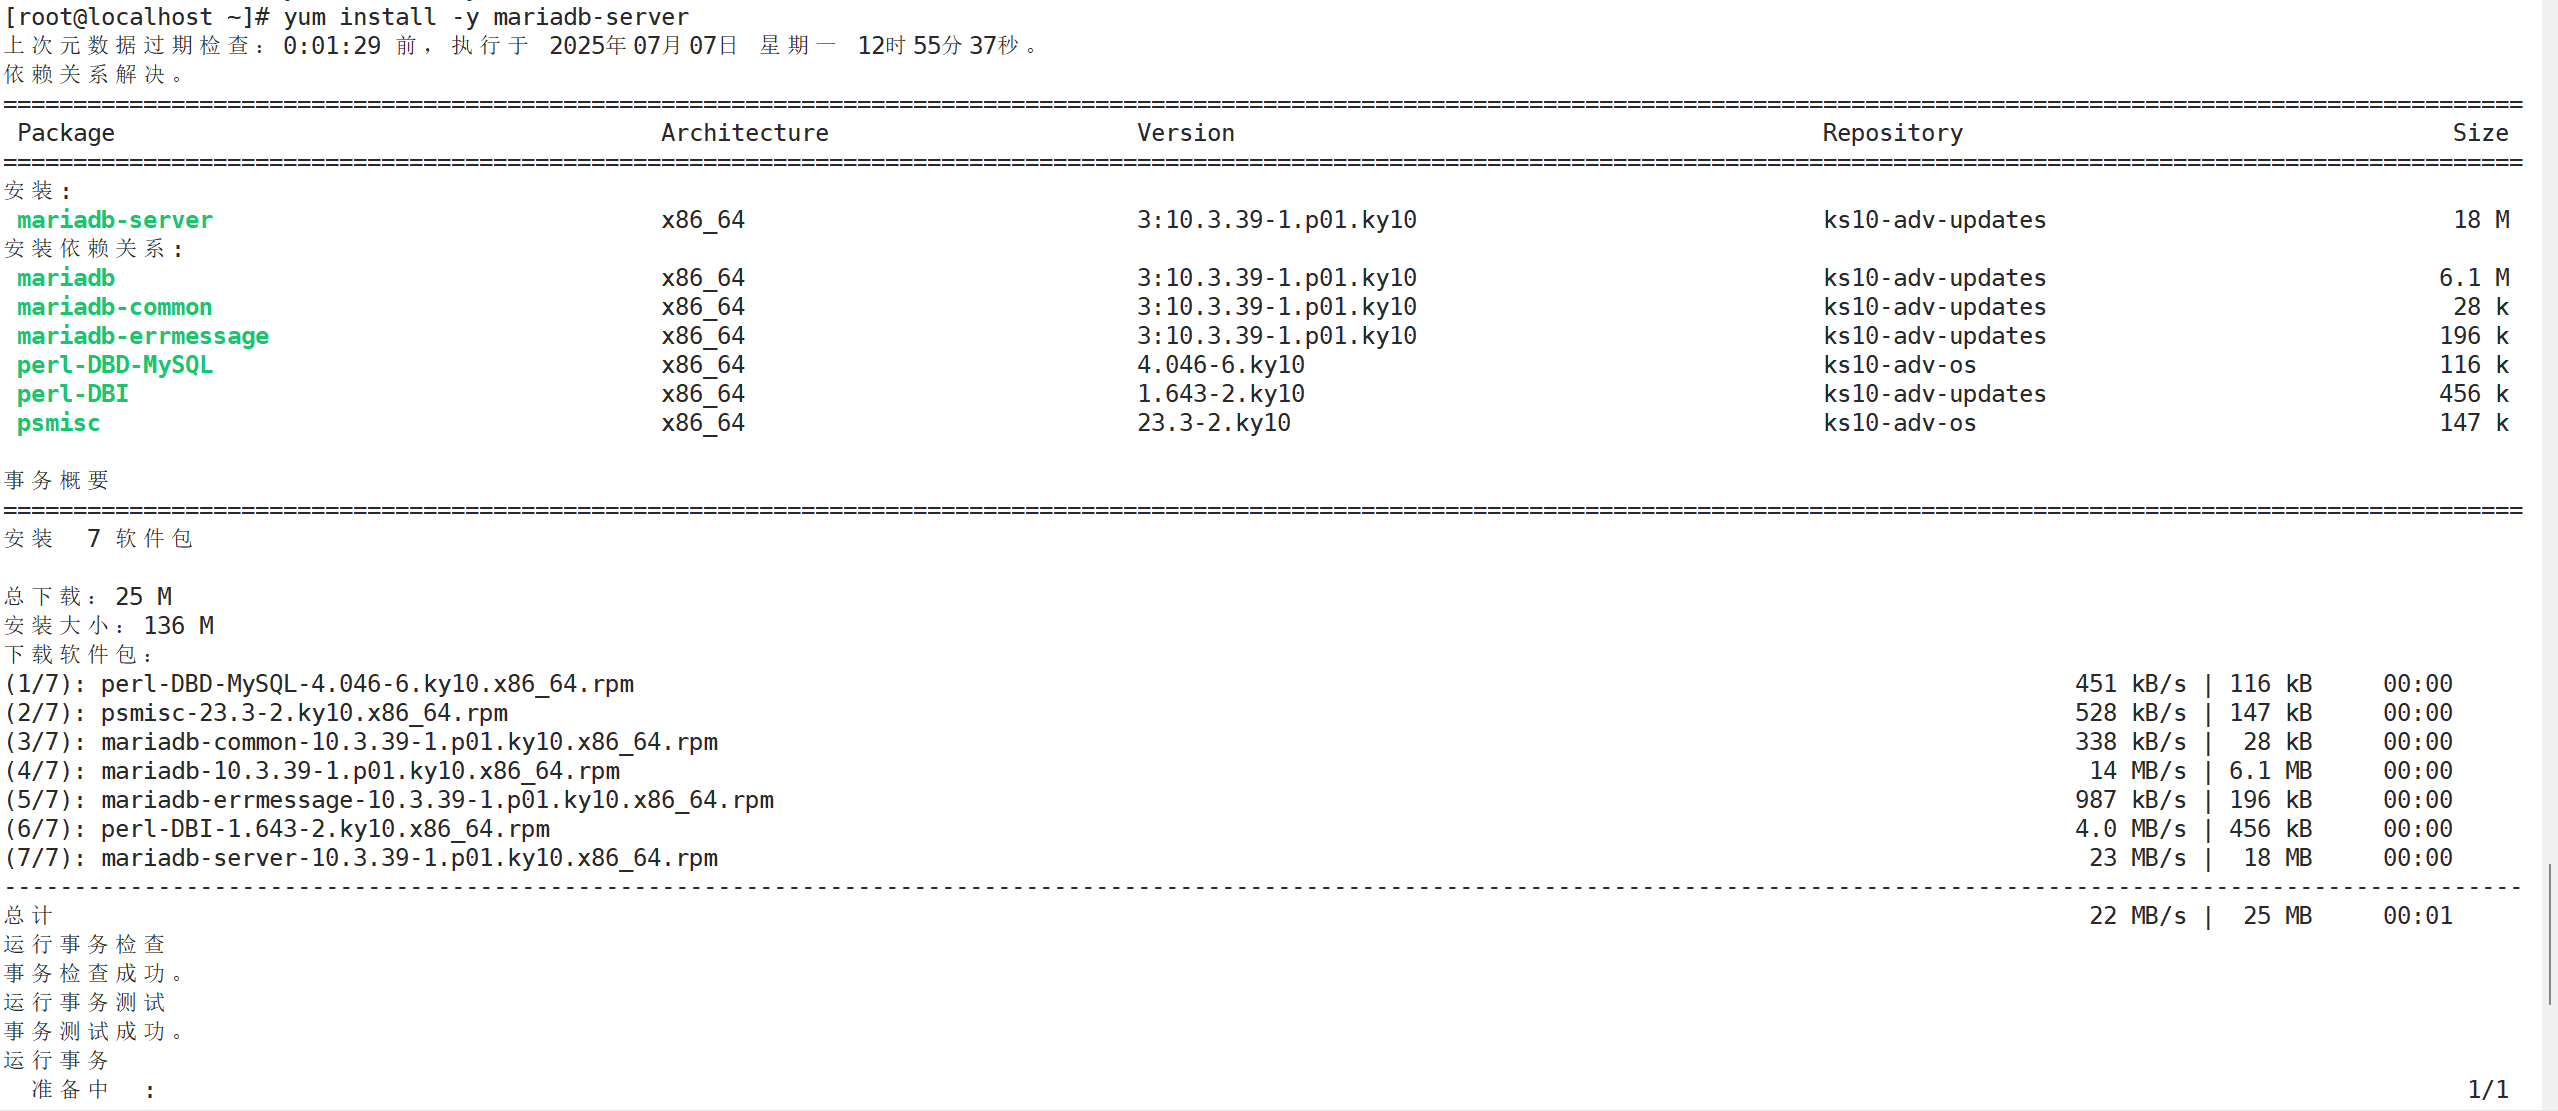 [root@localhost ~]# yum install -y mariadb-server
上次元数据过期检查：0:01:29 前，执行于 2025年07月07日 星期一 12时55分37秒。
依赖关系解决。
====================================================================================================================================================================================
Package Architecture Version Repository Size
====================================================================================================================================================================================
安装:
mariadb-server x86_64 3:10.3.39-1.p01.ky10 ks10-adv-updates 18 M
安装依赖关系:
mariadb x86_64 3:10.3.39-1.p01.ky10 ks10-adv-updates 6.1 M
mariadb-common x86_64 3:10.3.39-1.p01.ky10 ks10-adv-updates 28 k
mariadb-errmessage x86_64 3:10.3.39-1.p01.ky10 ks10-adv-updates 196 k
perl-DBD-MySQL x86_64 4.046-6.ky10 ks10-adv-os 116 k
perl-DBI x86_64 1.643-2.ky10 ks10-adv-updates 456 k
psmisc x86_64 23.3-2.ky10 ks10-adv-os 147 k
事务概要
====================================================================================================================================================================================
安装 7 软件包
总下载：25 M
安装大小：136 M
下载软件包：
(1/7): perl-DBD-MySQL-4.046-6.ky10.x86_64.rpm 451 kB/s | 116 kB 00:00
(2/7): psmisc-23.3-2.ky10.x86_64.rpm 528 kB/s | 147 kB 00:00
(3/7): mariadb-common-10.3.39-1.p01.ky10.x86_64.rpm 338 kB/s | 28 kB 00:00
(4/7): mariadb-10.3.39-1.p01.ky10.x86_64.rpm 14 MB/s | 6.1 MB 00:00
(5/7): mariadb-errmessage-10.3.39-1.p01.ky10.x86_64.rpm 987 kB/s | 196 kB 00:00
(6/7): perl-DBI-1.643-2.ky10.x86_64.rpm 4.0 MB/s | 456 kB 00:00
(7/7): mariadb-server-10.3.39-1.p01.ky10.x86_64.rpm 23 MB/s | 18 MB 00:00
------------------------------------------------------------------------------------------------------------------------------------------------------------------------------------
总计 22 MB/s | 25 MB 00:01
运行事务检查
事务检查成功。
运行事务测试
事务测试成功。
运行事务
准备中 : 1/1